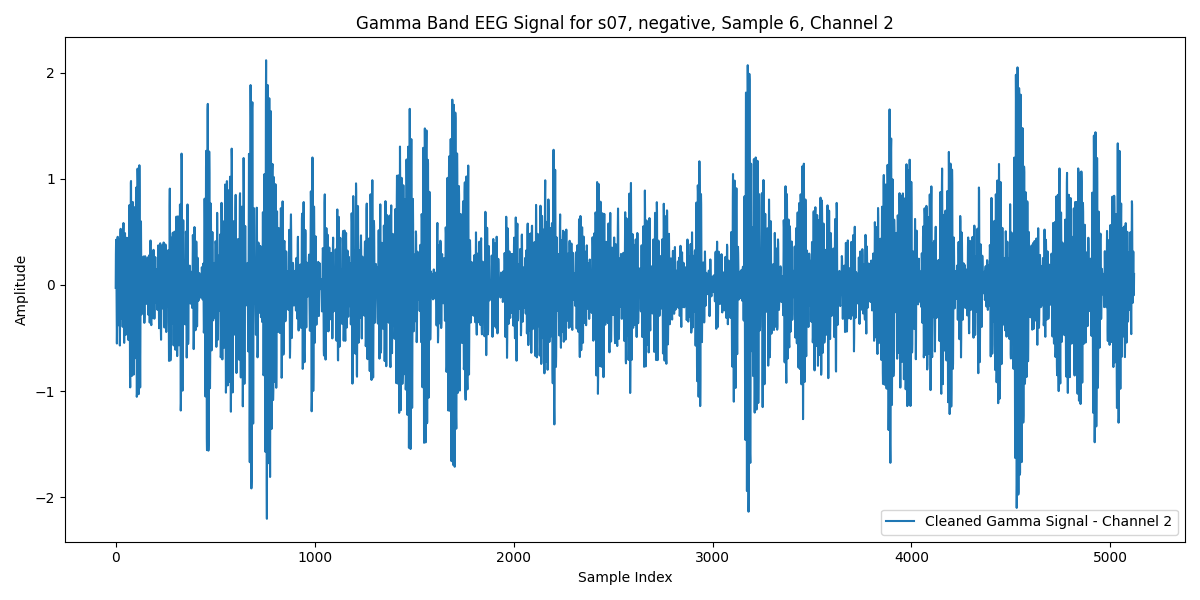 Gamma Band EEG Signal for s07, negative, Sample 6, Channel 2
Amplitude
2
1
0
−1
−2
0 1000 2000 3000 4000 5000
Sample Index
Cleaned Gamma Signal - Channel 2